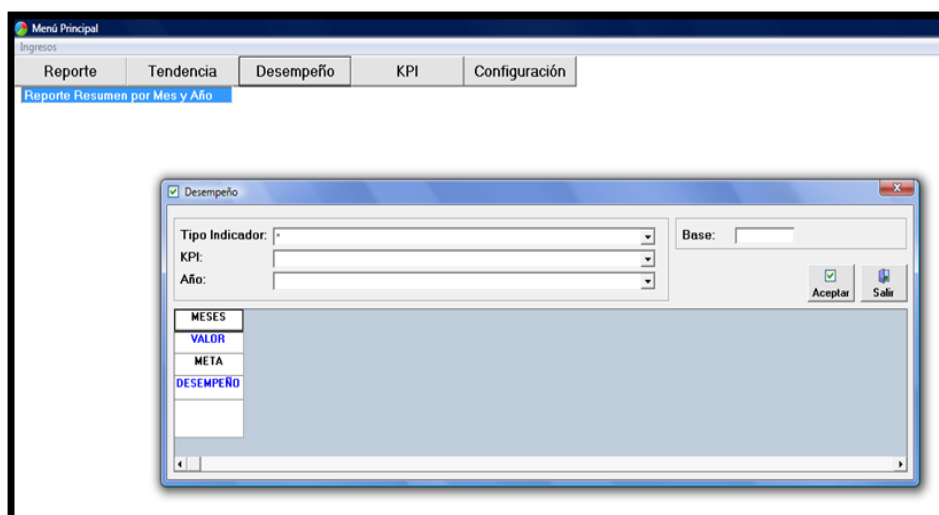 Menú Principal
Ingresos
Reporte Tendencia Desempeño KPI Configuración
Reporte Resumen por Mes y Año
Desempeño
Tipo Indicador: * Base:
KPI:
Año:
Aceptar Salir
MESES
VALOR
META
DESEMPEÑO